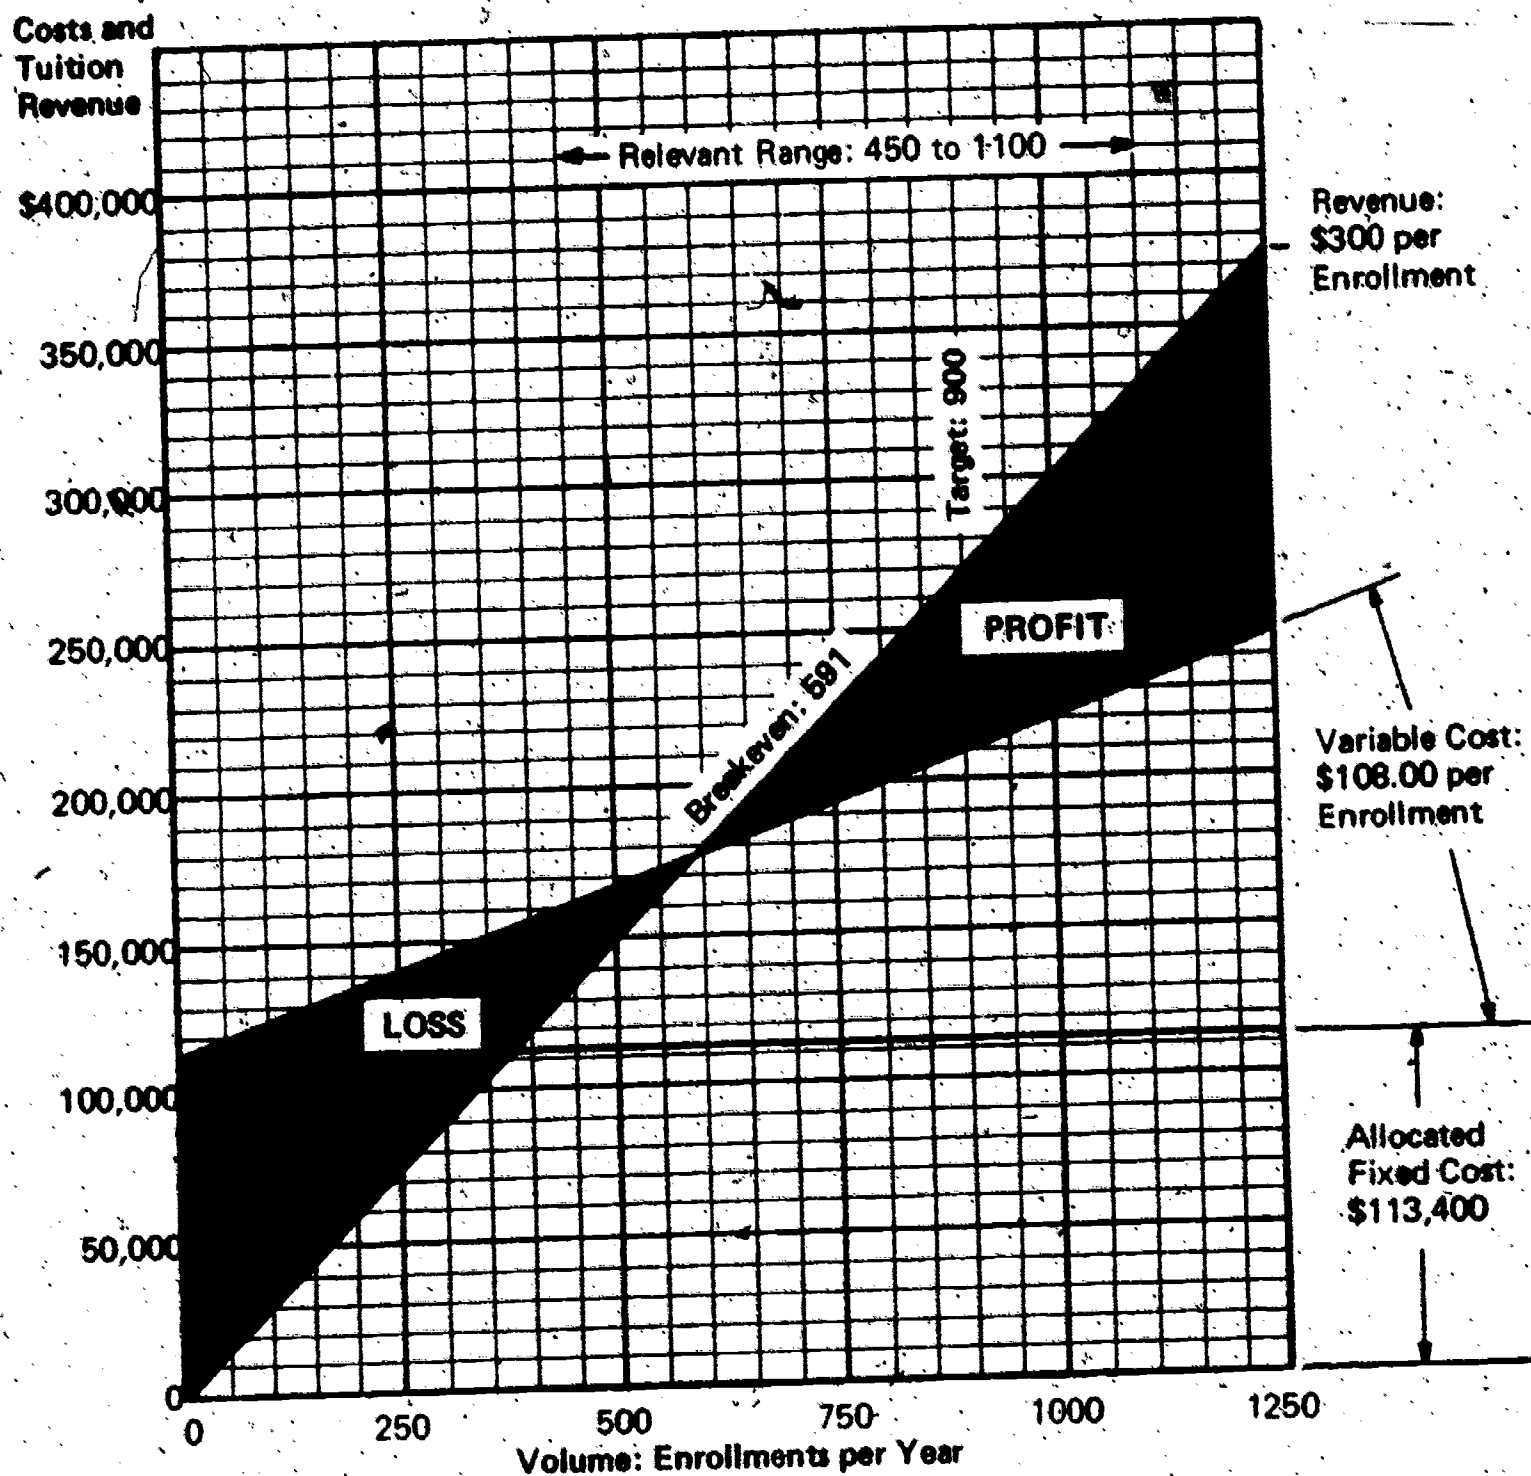 Costs and
Tuition
Revenue
Relevant Range: 450 to 1100
$400,000
350,000
300,000
250,000
200,000
150,000
100,000
50,000
0
Revenue:
$300 per
Enrollment
Target: 900
PROFIT
Breakeven: 591
LOSS
Variable Cost:
$108.00 per
Enrollment
Allocated
Fixed Cost:
$113,400
0 250 500 750 1000 1250
Volume: Enrollments per Year